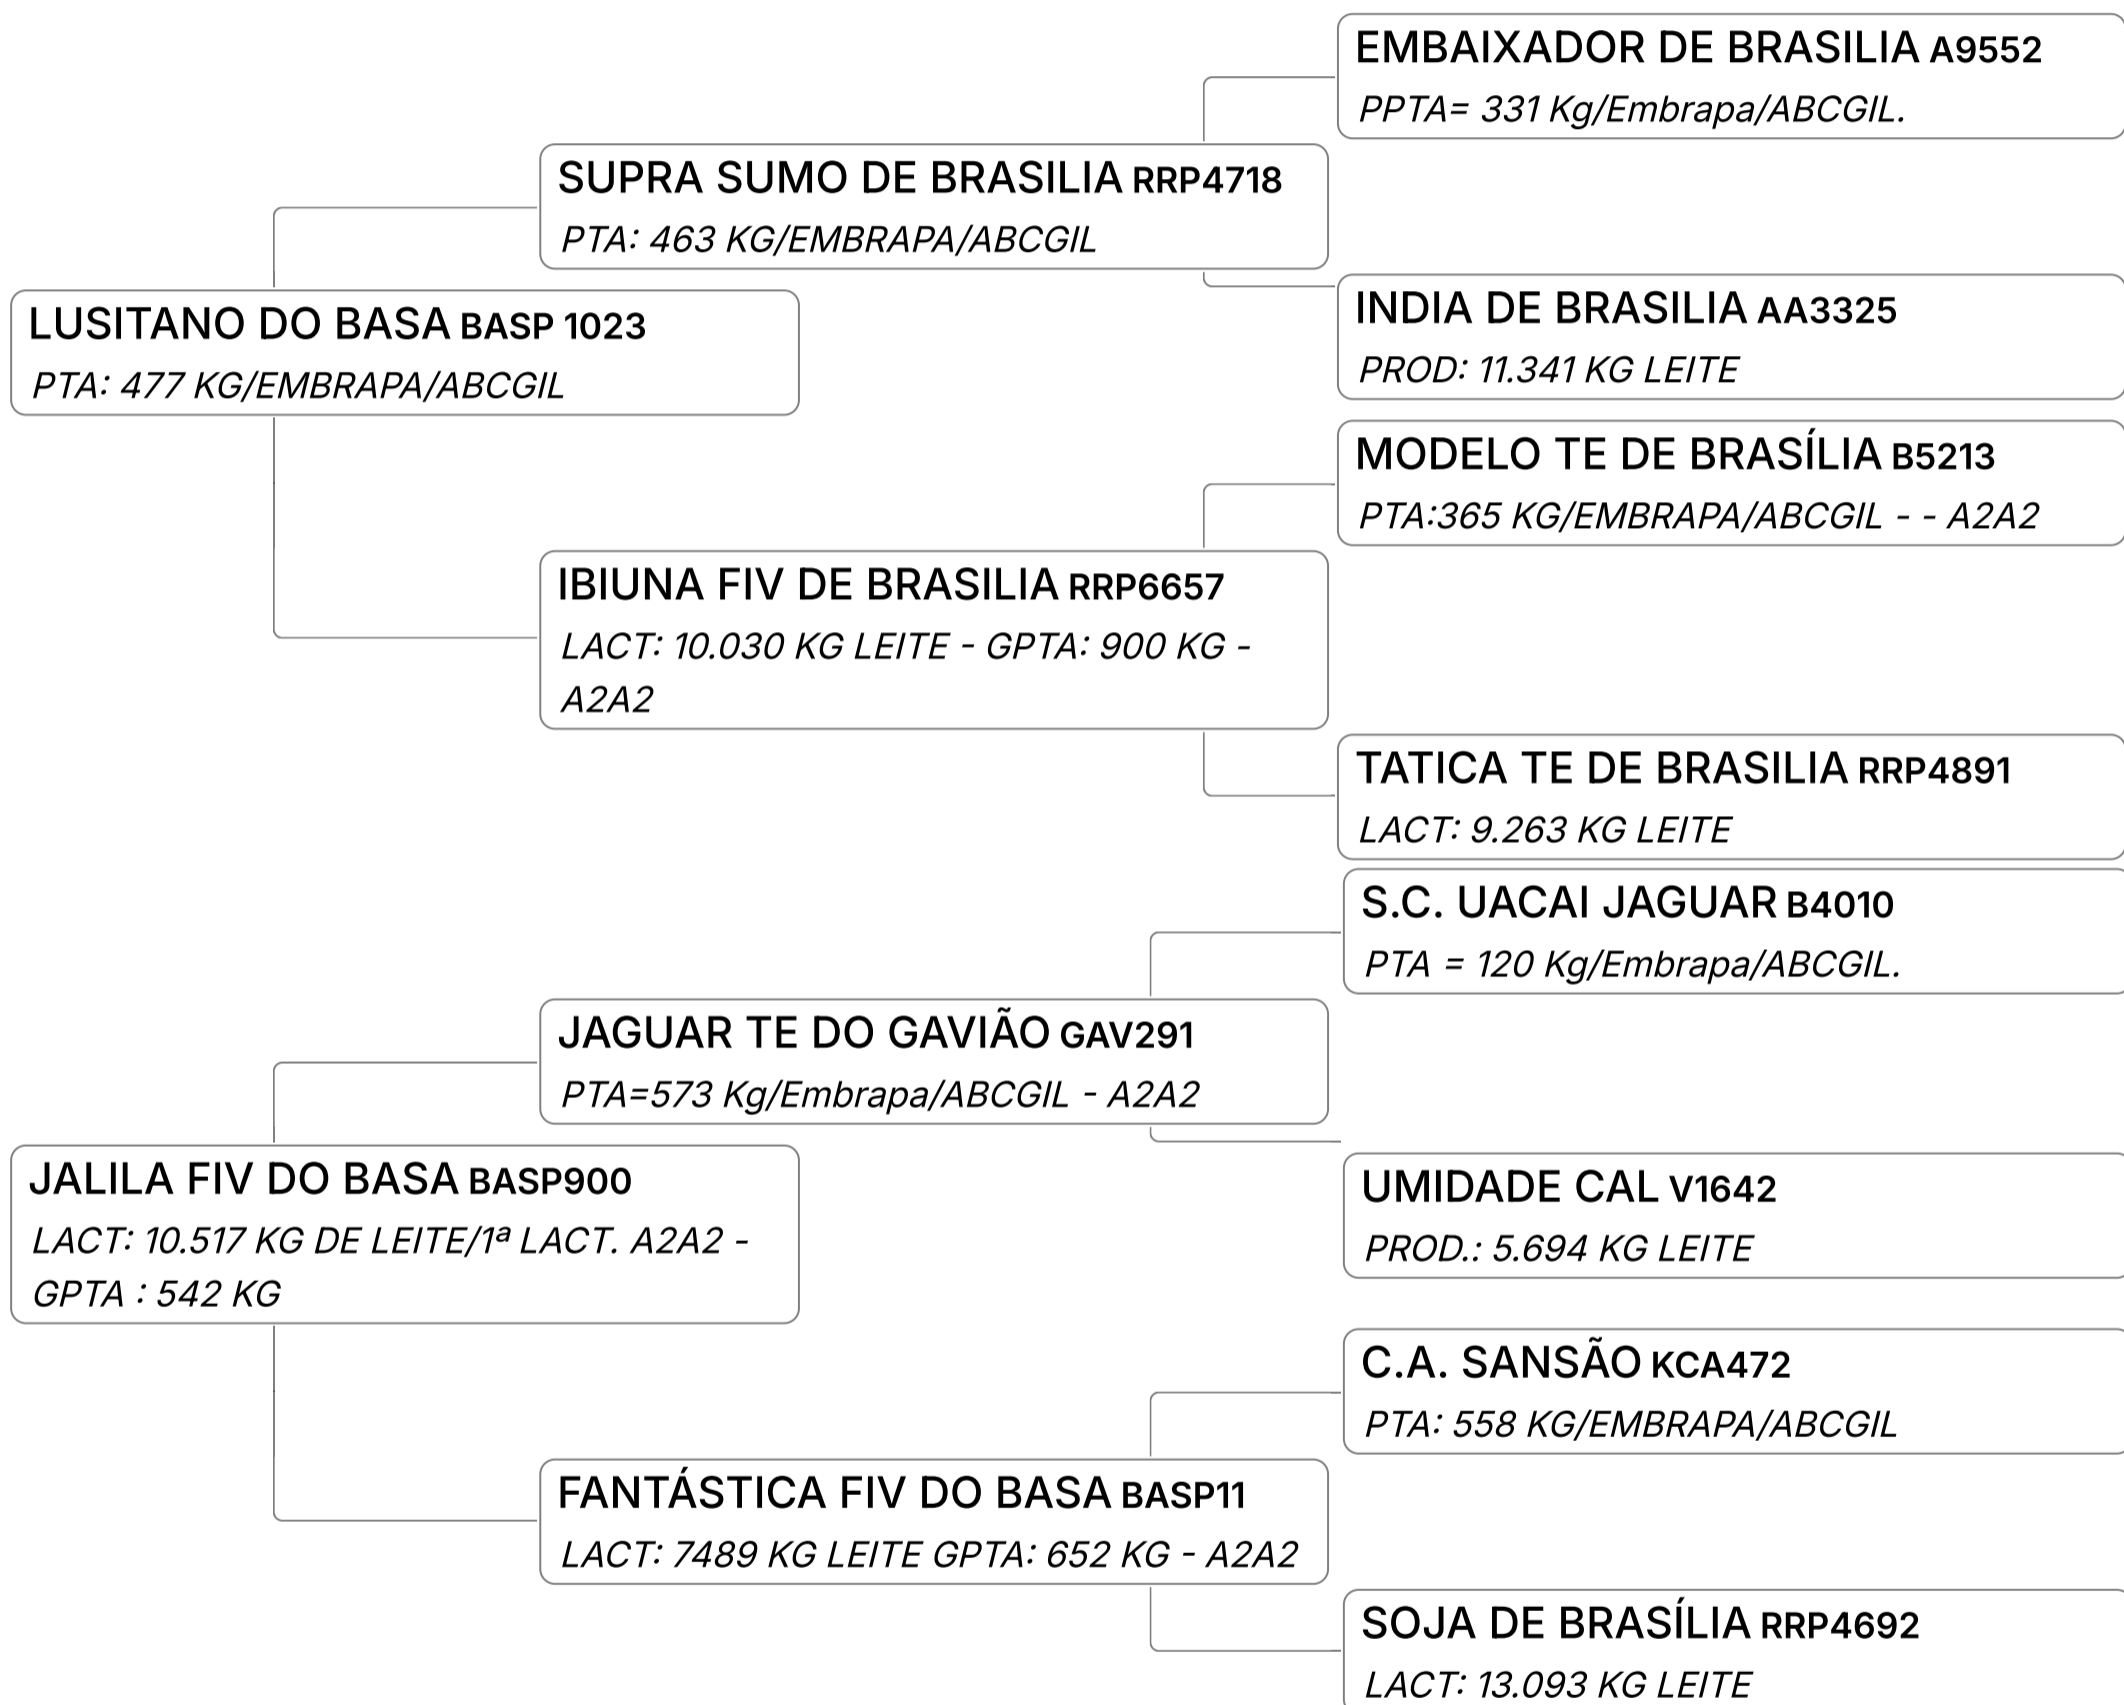 EMBAIXADOR DE BRASILIA A9552
PPTA= 331 Kg/Embrapa/ABCGIL.
SUPRA SUMO DE BRASILIA RRP4718
PTA: 463 KG/EMBRAPA/ABCGIL
INDIA DE BRASILIA AA3325
PROD: 11.341 KG LEITE
LUSITANO DO BASA BASP 1023
PTA: 477 KG/EMBRAPA/ABCGIL
MODELO TE DE BRASÍLIA B5213
PTA:365 KG/EMBRAPA/ABCGIL - - A2A2
IBIUNA FIV DE BRASILIA RRP6657
LACT: 10.030 KG LEITE - GPTA: 900 KG -
A2A2
TATICA TE DE BRASILIA RRP4891
LACT: 9.263 KG LEITE
S.C. UACAI JAGUAR B4010
PTA = 120 Kg/Embrapa/ABCGIL.
JAGUAR TE DO GAVIÃO GAV291
PTA=573 Kg/Embrapa/ABCGIL - A2A2
UMIDADE CAL V1642
PROD.: 5.694 KG LEITE
JALILA FIV DO BASA BASP900
LACT: 10.517 KG DE LEITE/1ª LACT. A2A2 -
GPTA : 542 KG
C.A. SANSÃO KCA472
PTA: 558 KG/EMBRAPA/ABCGIL
FANTÁSTICA FIV DO BASA BASP11
LACT: 7489 KG LEITE GPTA: 652 KG - A2A2
SOJA DE BRASÍLIA RRP4692
LACT: 13.093 KG LEITE